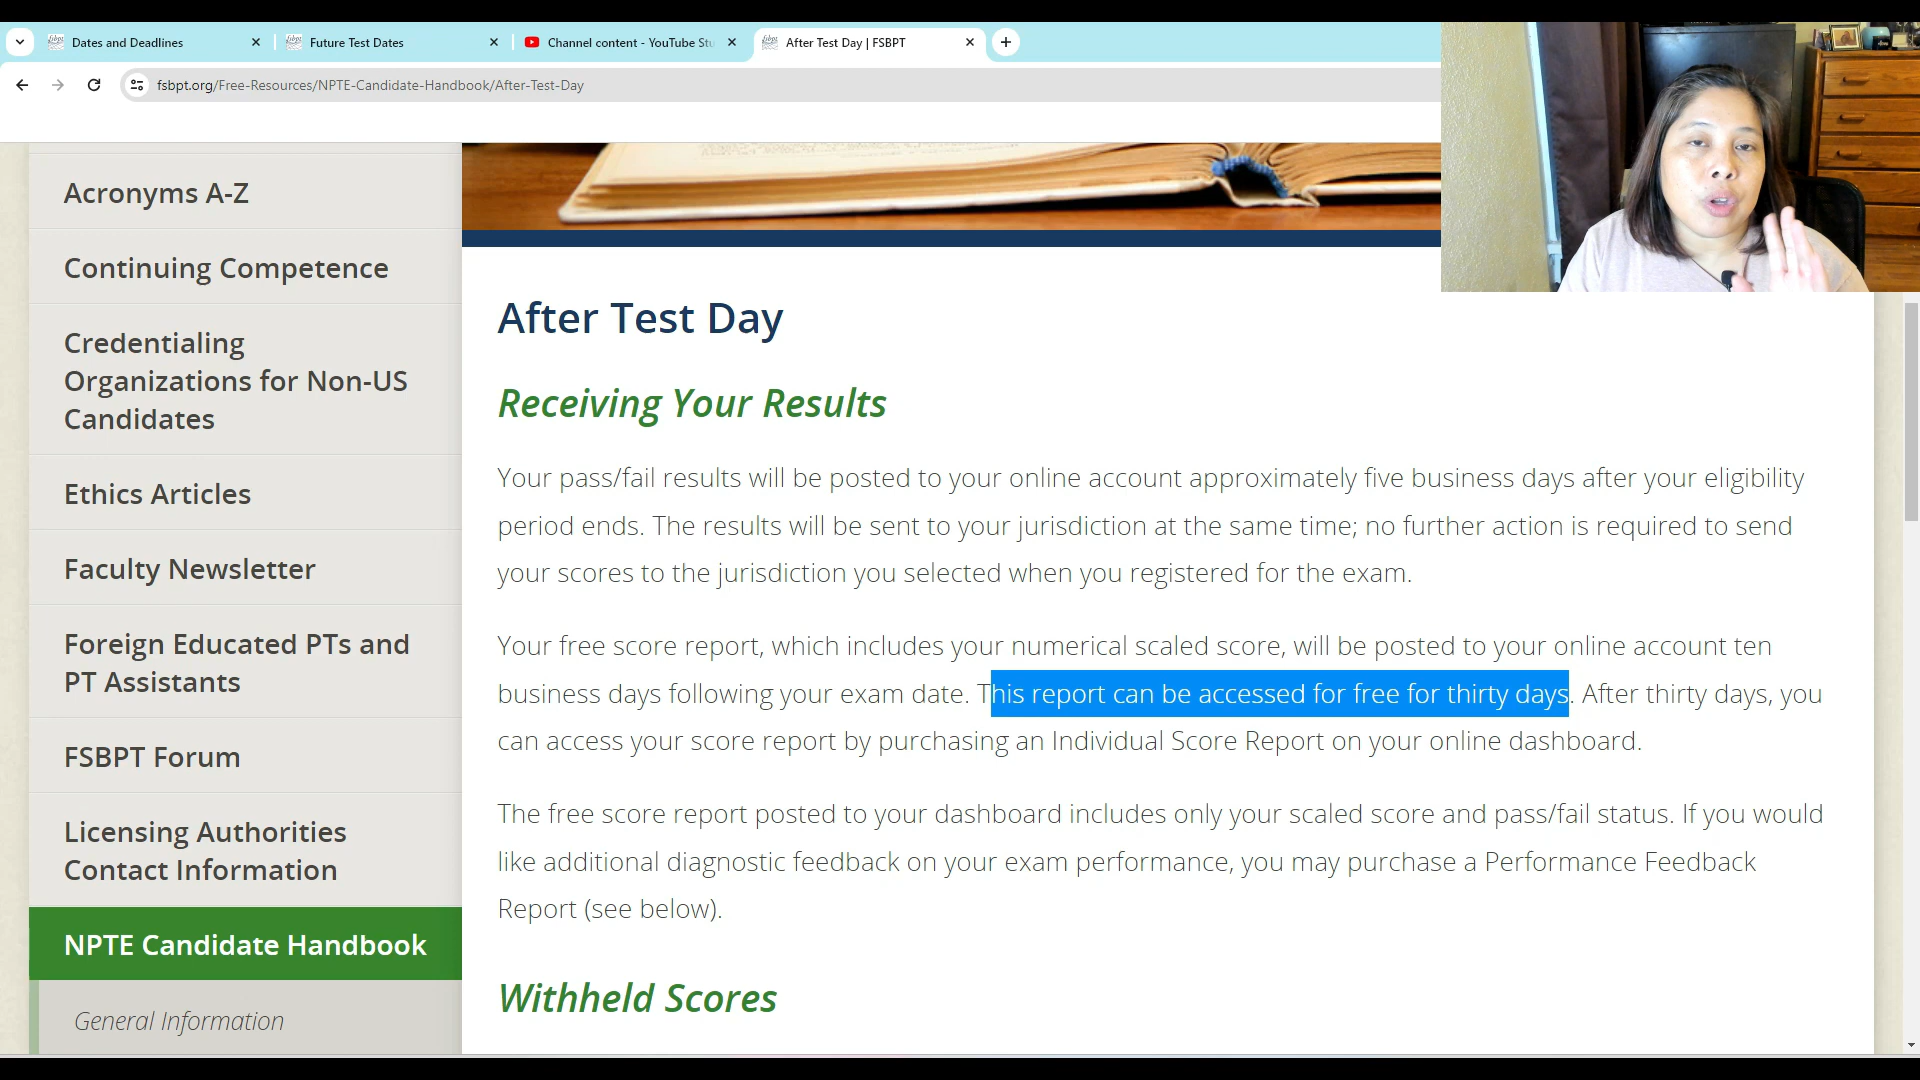 Dates and Deadlines
Future Test Dates
Channel content - YouTube Stu
After Test Day | FSBPT
fsbpt.org/Free-Resources/NPTE-Candidate-Handbook/After-Test-Day
Acronyms A-Z
Continuing Competence
Credentialing
Organizations for Non-US
Candidates
Ethics Articles
Faculty Newsletter
Foreign Educated PTs and
PT Assistants
FSBPT Forum
Licensing Authorities
Contact Information
NPTE Candidate Handbook
General Information
After Test Day
Receiving Your Results
Your pass/fail results will be posted to your online account approximately five business days after your eligibility
period ends. The results will be sent to your jurisdiction at the same time; no further action is required to send
your scores to the jurisdiction you selected when you registered for the exam.
Your free score report, which includes your numerical scaled score, will be posted to your online account ten
business days following your exam date. This report can be accessed for free for thirty days. After thirty days, you
can access your score report by purchasing an Individual Score Report on your online dashboard.
The free score report posted to your dashboard includes only your scaled score and pass/fail status. If you would
like additional diagnostic feedback on your exam performance, you may purchase a Performance Feedback
Report (see below).
Withheld Scores